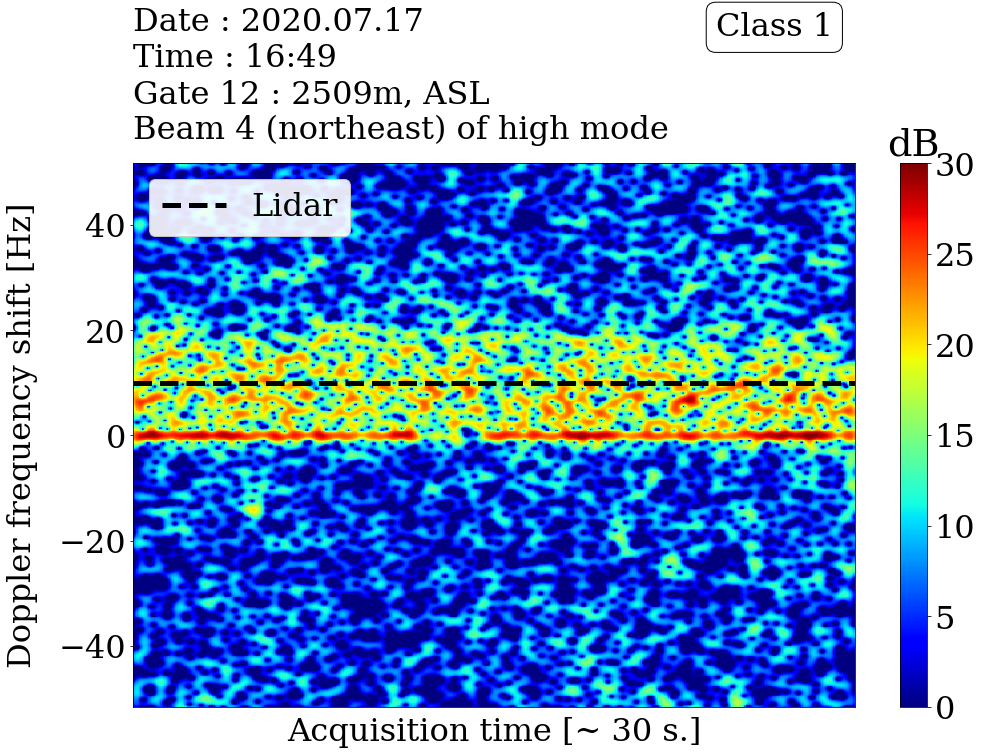 Date : 2020.07.17
Time : 16:49
Gate 12 : 2509m, ASL
Beam 4 (northeast) of high mode
Class 1
dB
Lidar
Doppler frequency shift [Hz]
40
20
0
−20
−40
Acquisition time [~ 30 s.]
30
25
20
15
10
5
0